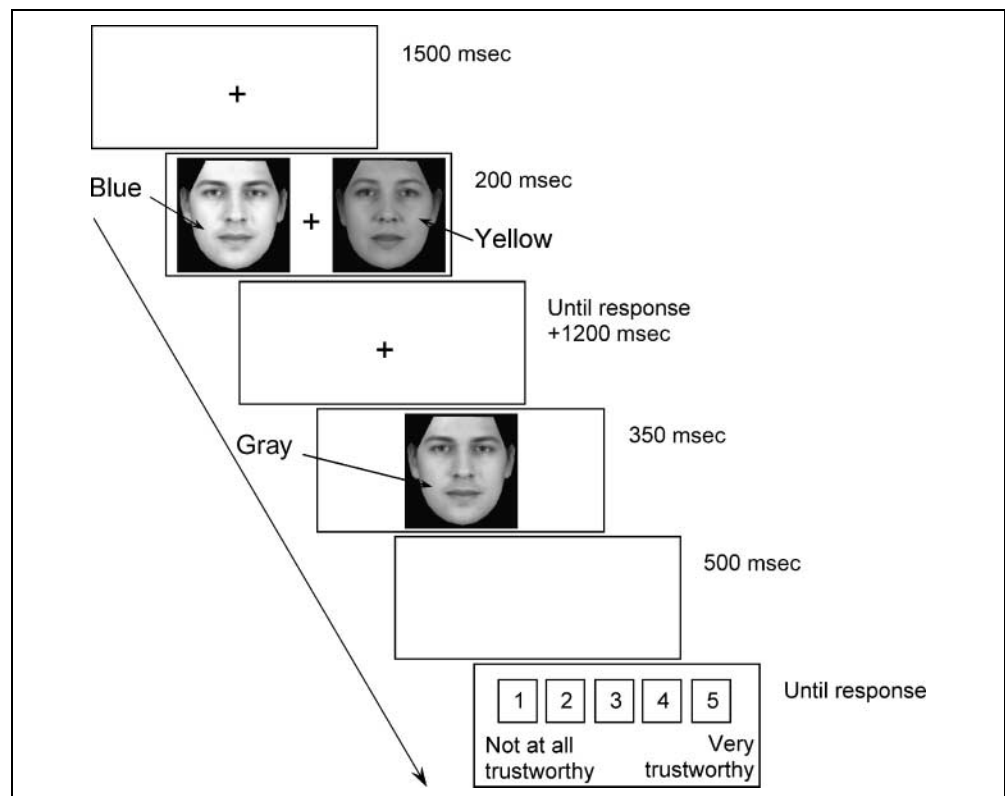 1500 msec
+
Blue
200 msec
+
Yellow
Until response
+1200 msec
+
Gray
350 msec
500 msec
1 2 3 4 5
Until response
Not at all Very
trustworthy trustworthy